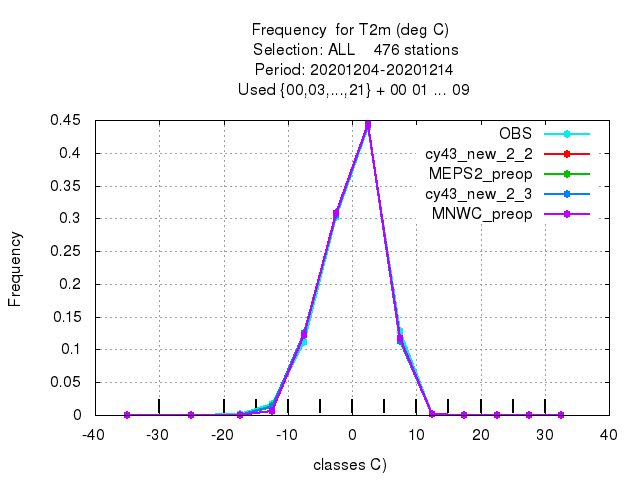 Frequency  for T2m (deg C)
Selection: ALL    476 stations
Period: 20201204-20201214
Used {00,03,...,21} + 00 01 ... 09
OBS
cy43_new_2_2
MEPS2_preop
cy43_new_2_3
MNWC_preop
0.45
0.4
0.35
0.3
0.25
0.2
0.15
0.1
0.05
0
Frequency
-40 -30 -20 -10 0 10 20 30 40
classes C)